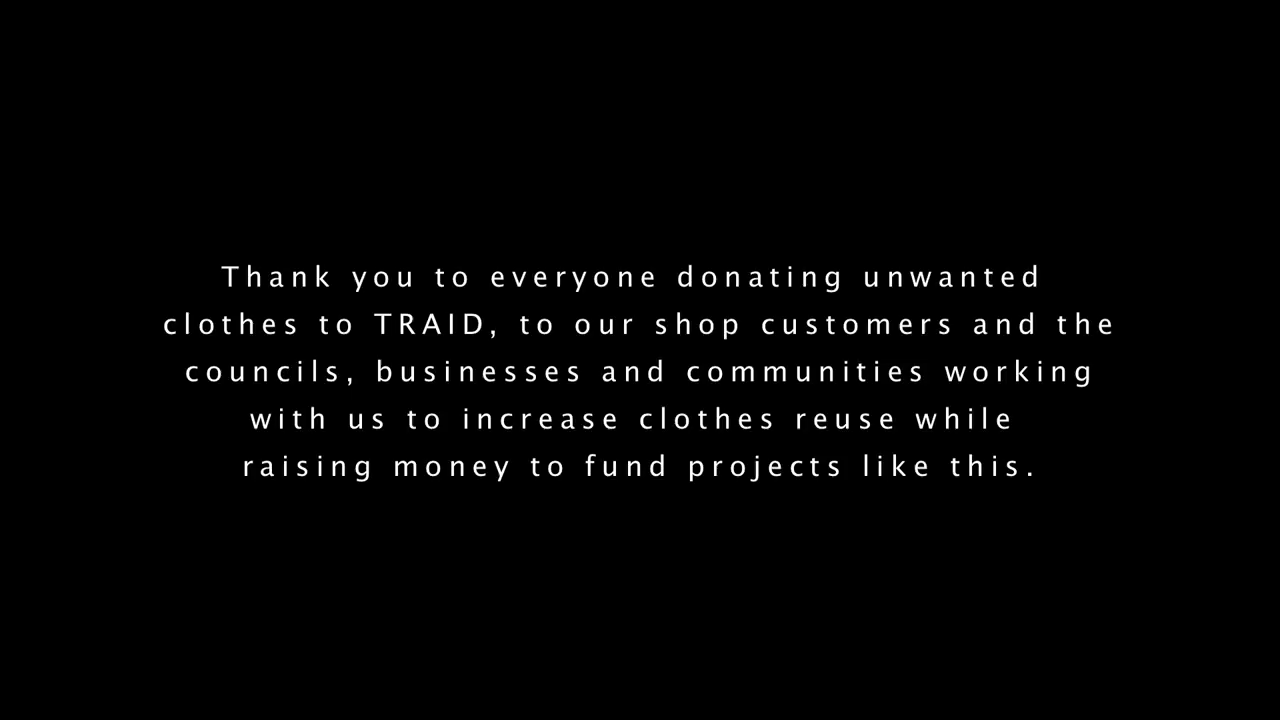 Thank you to everyone donating unwanted
clothes to TRAID, to our shop customers and the
councils, businesses and communities working
with us to increase clothes reuse while
raising money to fund projects like this.